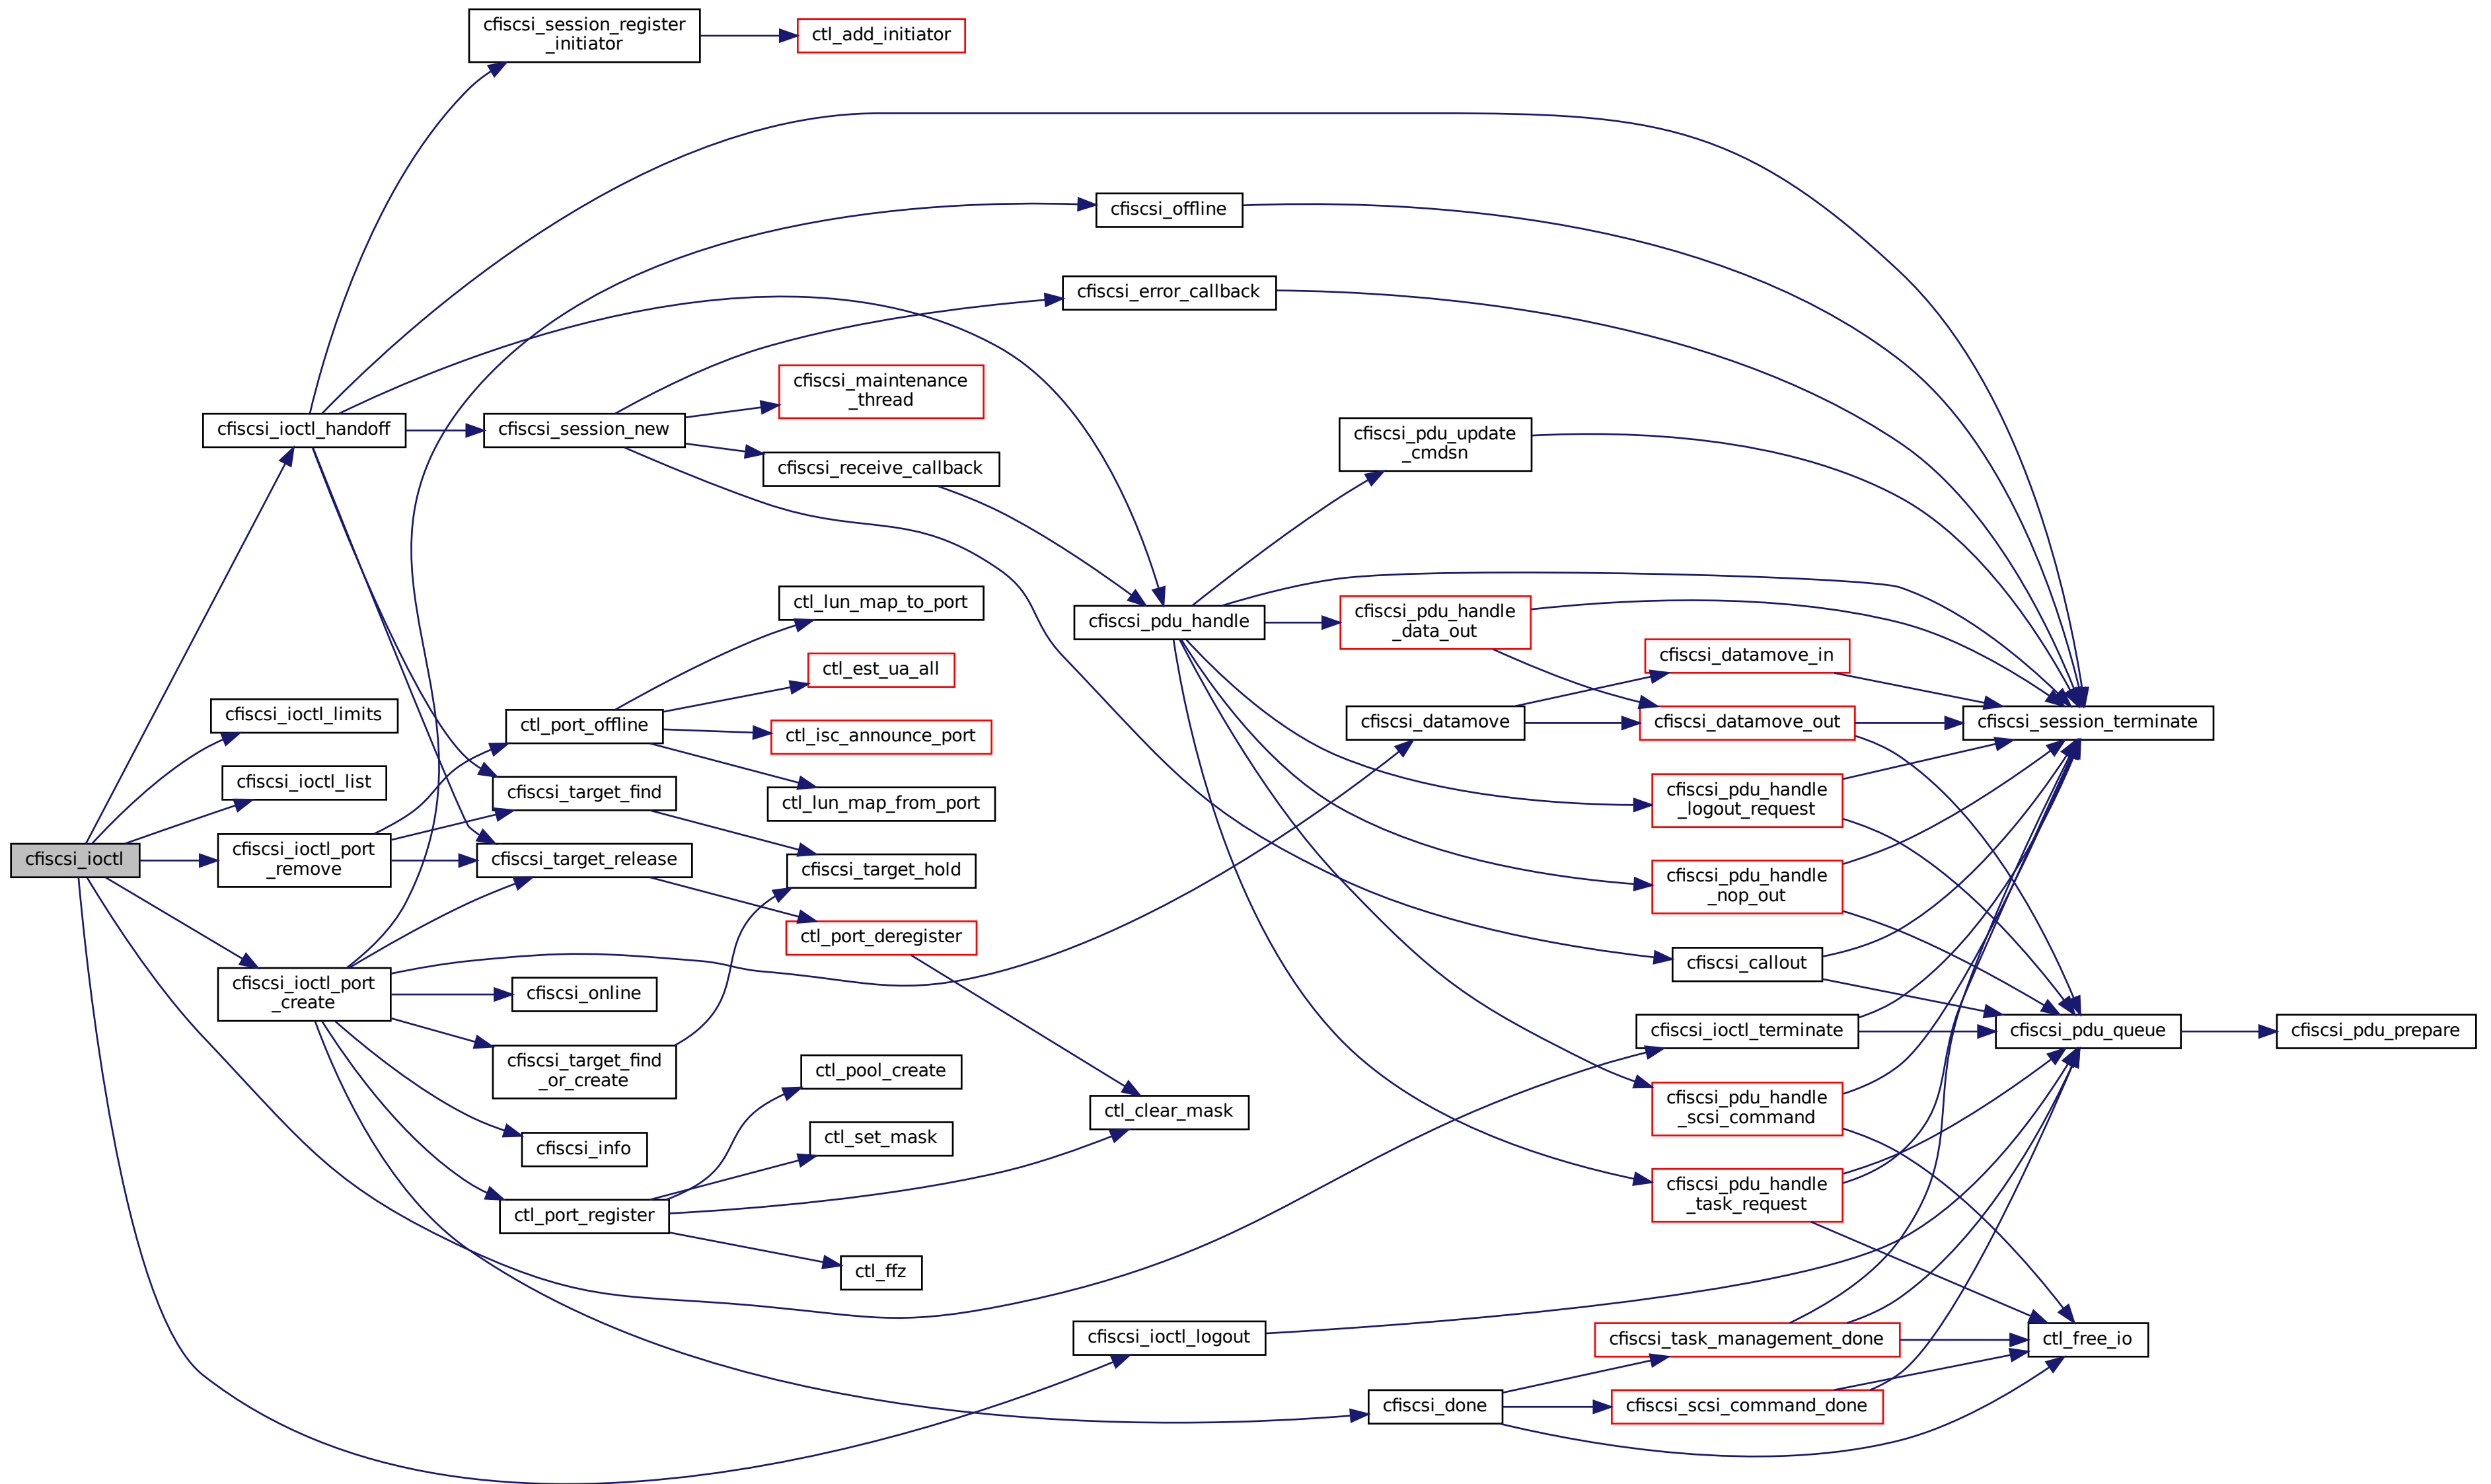 cfiscsi_ioctl
cfiscsi_ioctl_handoff
cfiscsi_ioctl_limits
cfiscsi_ioctl_list
cfiscsi_ioctl_port
_remove
cfiscsi_ioctl_port
_create
cfiscsi_session_register
_initiator
cfiscsi_session_new
ctl_port_offline
cfiscsi_target_find
cfiscsi_target_release
cfiscsi_online
cfiscsi_target_find
_or_create
cfiscsi_info
ctl_port_register
ctl_add_initiator
cfiscsi_maintenance
_thread
cfiscsi_receive_callback
ctl_lun_map_to_port
ctl_est_ua_all
ctl_isc_announce_port
ctl_lun_map_from_port
cfiscsi_target_hold
ctl_port_deregister
ctl_pool_create
ctl_set_mask
ctl_ffz
cfiscsi_offline
cfiscsi_error_callback
cfiscsi_pdu_handle
ctl_clear_mask
cfiscsi_ioctl_logout
cfiscsi_pdu_update
_cmdsn
cfiscsi_pdu_handle
_data_out
cfiscsi_datamove
cfiscsi_done
cfiscsi_datamove_in
cfiscsi_datamove_out
cfiscsi_pdu_handle
_logout_request
cfiscsi_pdu_handle
_nop_out
cfiscsi_callout
cfiscsi_ioctl_terminate
cfiscsi_pdu_handle
_scsi_command
cfiscsi_pdu_handle
_task_request
cfiscsi_task_management_done
cfiscsi_scsi_command_done
cfiscsi_session_terminate
cfiscsi_pdu_queue
ctl_free_io
cfiscsi_pdu_prepare